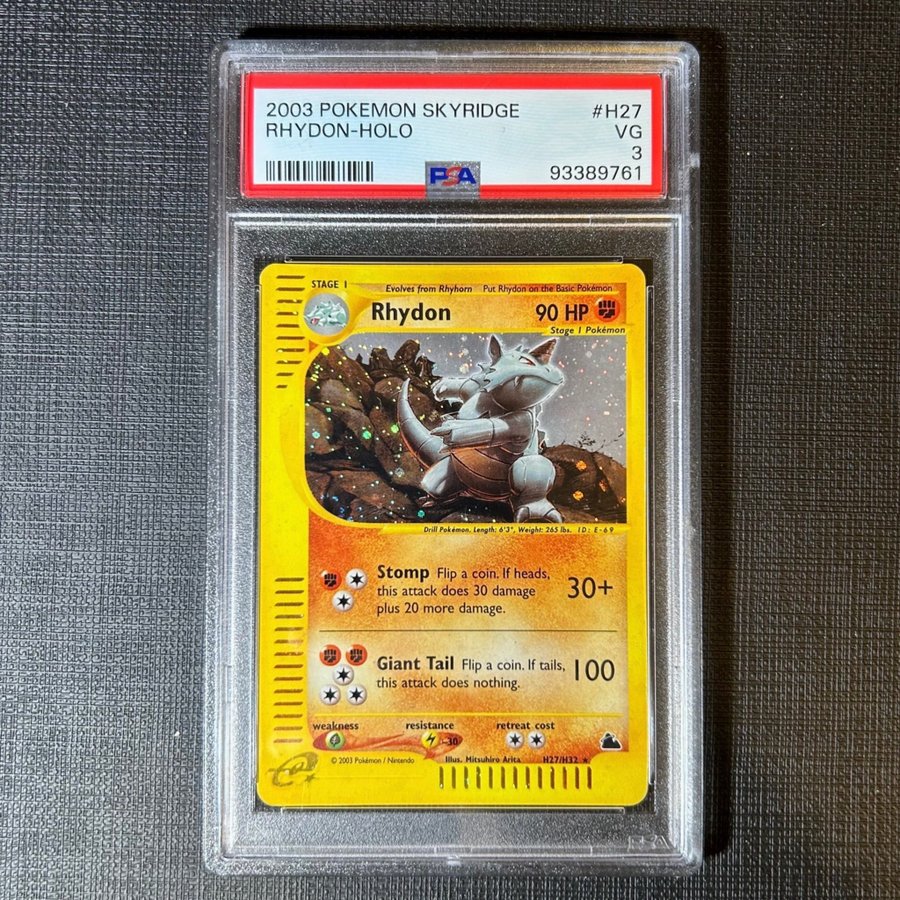 2003 POKEMON SKYRIDGE #H27
RHYDON-HOLO VG
3
PSA 93389761
STAGE 1 Evolves from Rhyhorn Put Rhydon on the Basic Pokémon
Rhydon 90 HP
Stage 1 Pokémon
Drill Pokémon. Length: 6'3", Weight: 265 lbs. ID: E-69
Stomp Flip a coin. If heads,
this attack does 30 damage 30+
plus 20 more damage.
Giant Tail Flip a coin. If tails, 100
this attack does nothing.
weakness resistance retreat cost
-30
© 2003 Pokémon / Nintendo Illus. Mitsuhiro Arita H27/H32
e
PSA